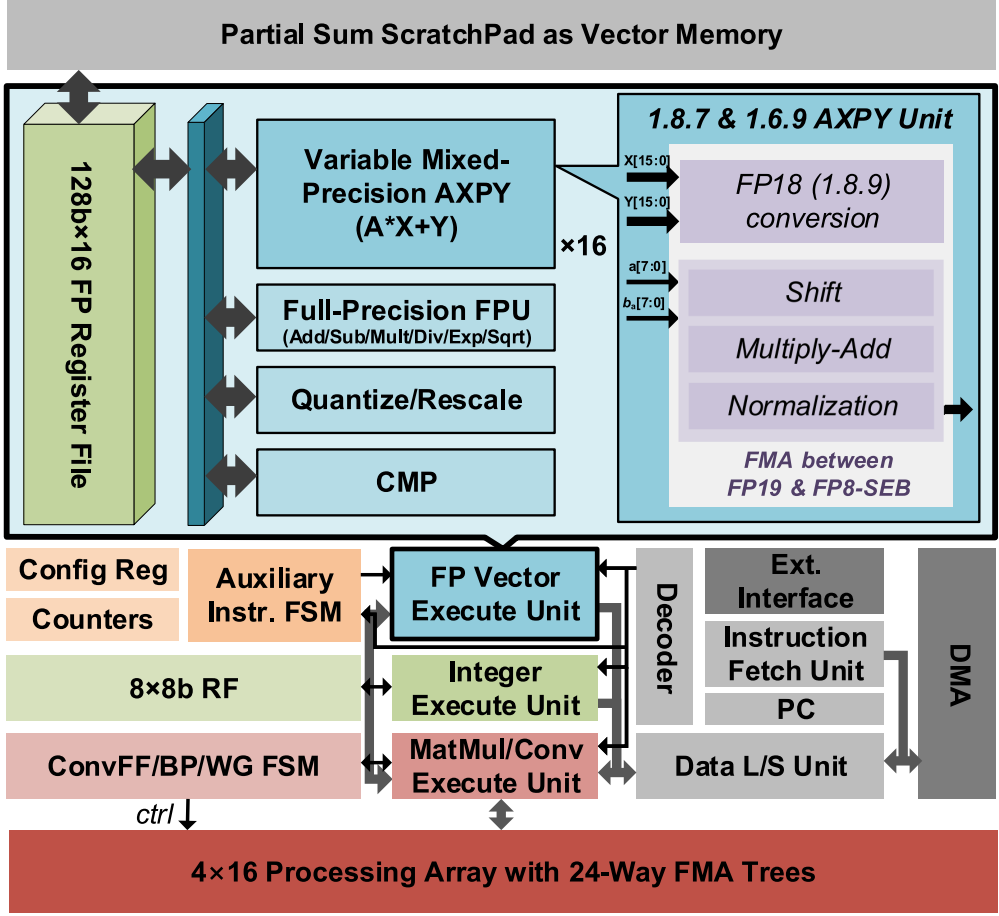 Partial Sum ScratchPad as Vector Memory
128b×16 FP Register File
Variable Mixed-
Precision AXPY
(A*X+Y)
×16
Full-Precision FPU
(Add/Sub/Mult/Div/Exp/Sqrt)
Quantize/Rescale
CMP
1.8.7 & 1.6.9 AXPY Unit
X[15:0]
Y[15:0]
a[7:0]
bₐ[7:0]
FP18 (1.8.9)
conversion
Shift
Multiply-Add
Normalization
FMA between
FP19 & FP8-SEB
Config Reg
Counters
Auxiliary
Instr. FSM
FP Vector
Execute Unit
Decoder
Ext.
Interface
Instruction
Fetch Unit
PC
DMA
8×8b RF
Integer
Execute Unit
ConvFF/BP/WG FSM
MatMul/Conv
Execute Unit
Data L/S Unit
ctrl
4×16 Processing Array with 24-Way FMA Trees